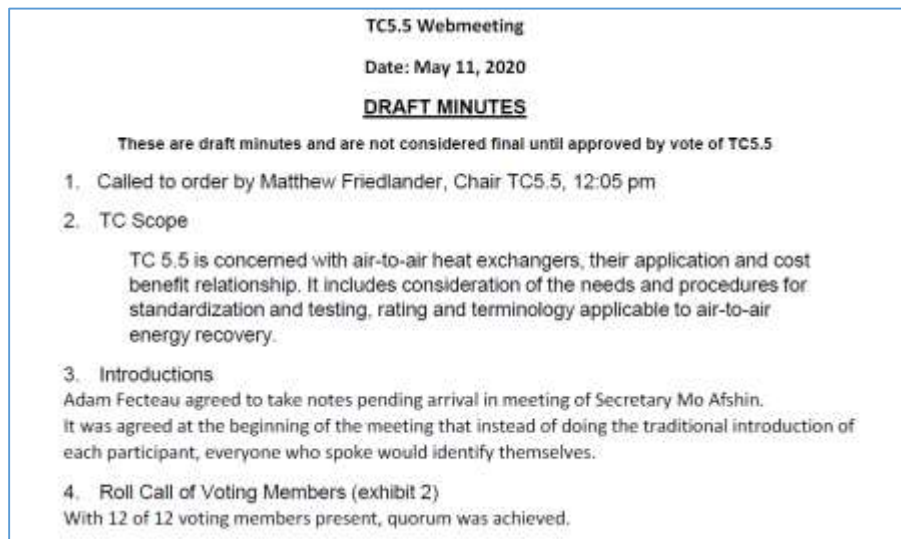 TC5.5 Webmeeting
Date: May 11, 2020
DRAFT MINUTES
These are draft minutes and are not considered final until approved by vote of TC5.5
1. Called to order by Matthew Friedlander, Chair TC5.5, 12:05 pm
2. TC Scope
TC 5.5 is concerned with air-to-air heat exchangers, their application and cost
benefit relationship. It includes consideration of the needs and procedures for
standardization and testing, rating and terminology applicable to air-to-air
energy recovery.
3. Introductions
Adam Fecteau agreed to take notes pending arrival in meeting of Secretary Mo Afshin.
It was agreed at the beginning of the meeting that instead of doing the traditional introduction of
each participant, everyone who spoke would identify themselves.
4. Roll Call of Voting Members (exhibit 2)
With 12 of 12 voting members present, quorum was achieved.